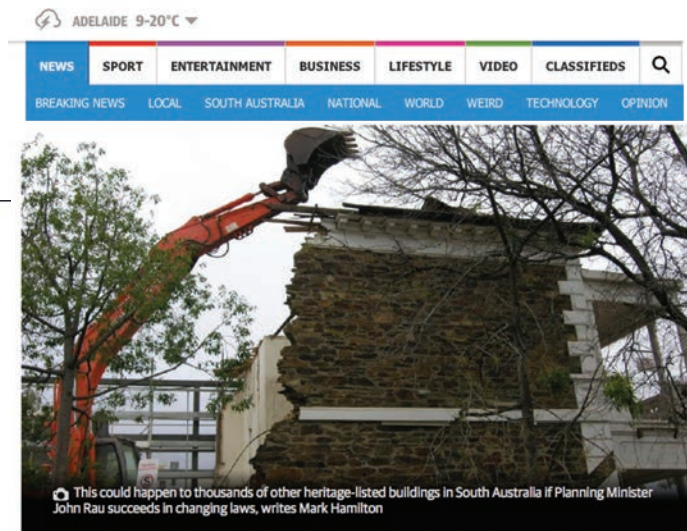 ADELAIDE 9-20°C
NEWS SPORT ENTERTAINMENT BUSINESS LIFESTYLE VIDEO CLASSIFIEDS
BREAKING NEWS LOCAL SOUTH AUSTRALIA NATIONAL WORLD WEIRD TECHNOLOGY OPINION
This could happen to thousands of other heritage-listed buildings in South Australia if Planning Minister
John Rau succeeds in changing laws, writes Mark Hamilton